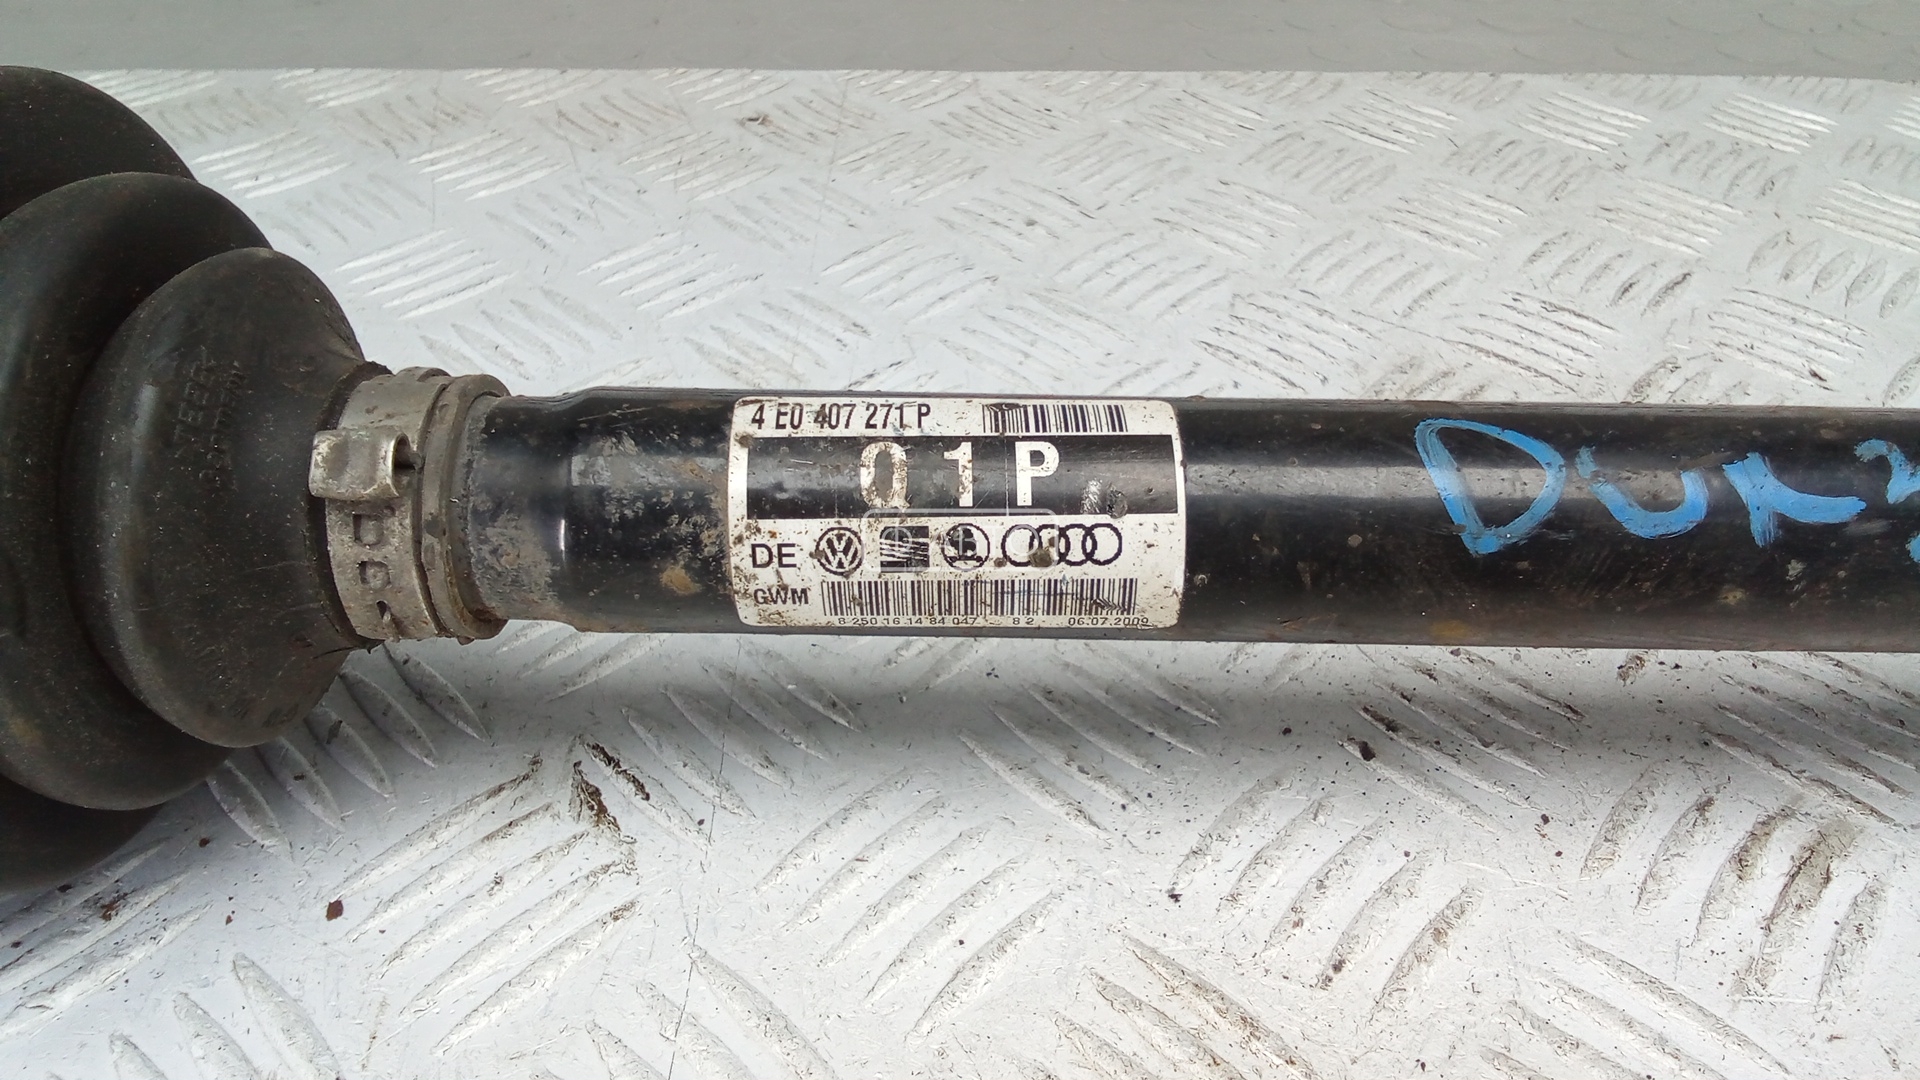 4 E0 407 271 P
Q 1 P
DE
GWM
8 250 16 14 84 047 8 2 06.07.2009